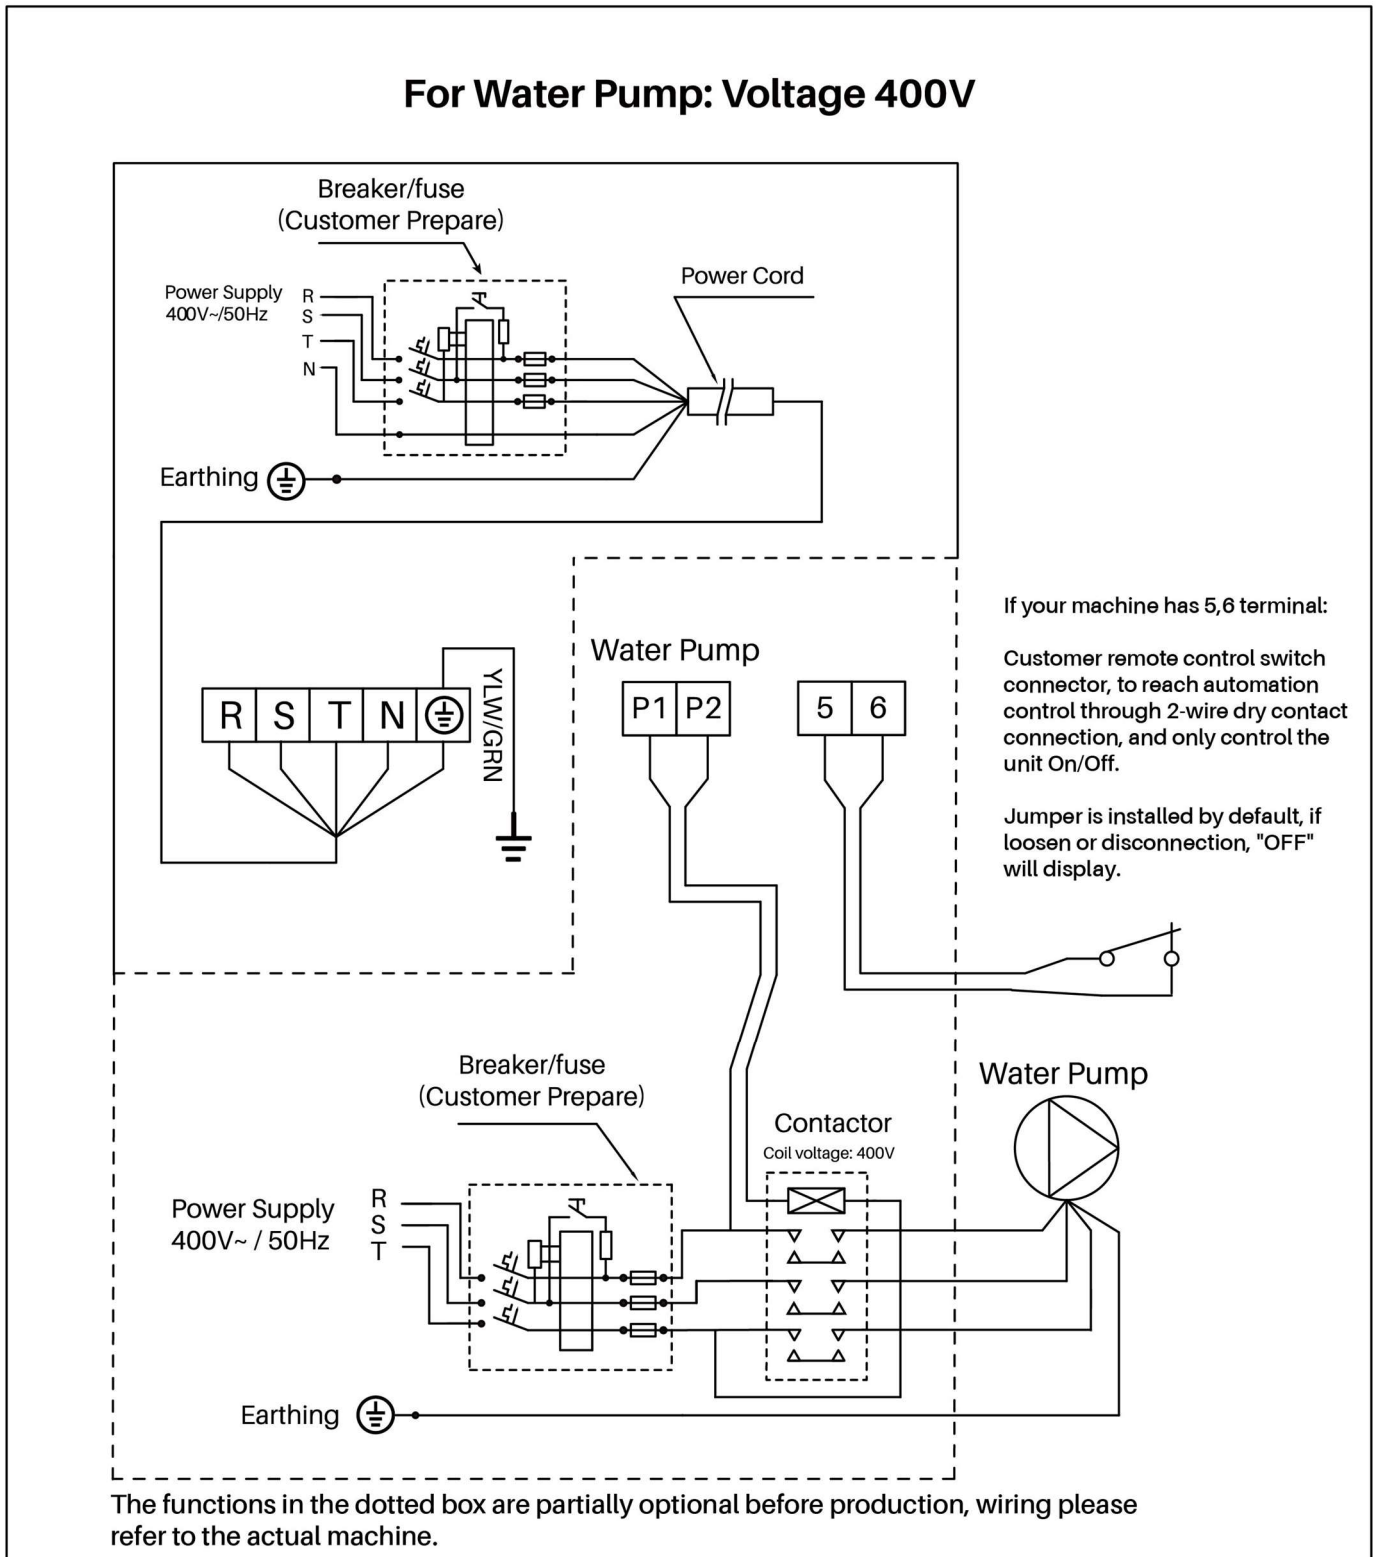 For Water Pump: Voltage 400V
Breaker/fuse
(Customer Prepare)
Power Supply
400V~/50Hz
R
S
T
N
Power Cord
Earthing
R S T N
YLW/GRN
Water Pump
P1 P2
5 6
If your machine has 5,6 terminal:
Customer remote control switch
connector, to reach automation
control through 2-wire dry contact
connection, and only control the
unit On/Off.
Jumper is installed by default, if
loosen or disconnection, "OFF"
will display.
Breaker/fuse
(Customer Prepare)
Power Supply
400V~ / 50Hz
R
S
T
Contactor
Coil voltage: 400V
Water Pump
Earthing
The functions in the dotted box are partially optional before production, wiring please
refer to the actual machine.